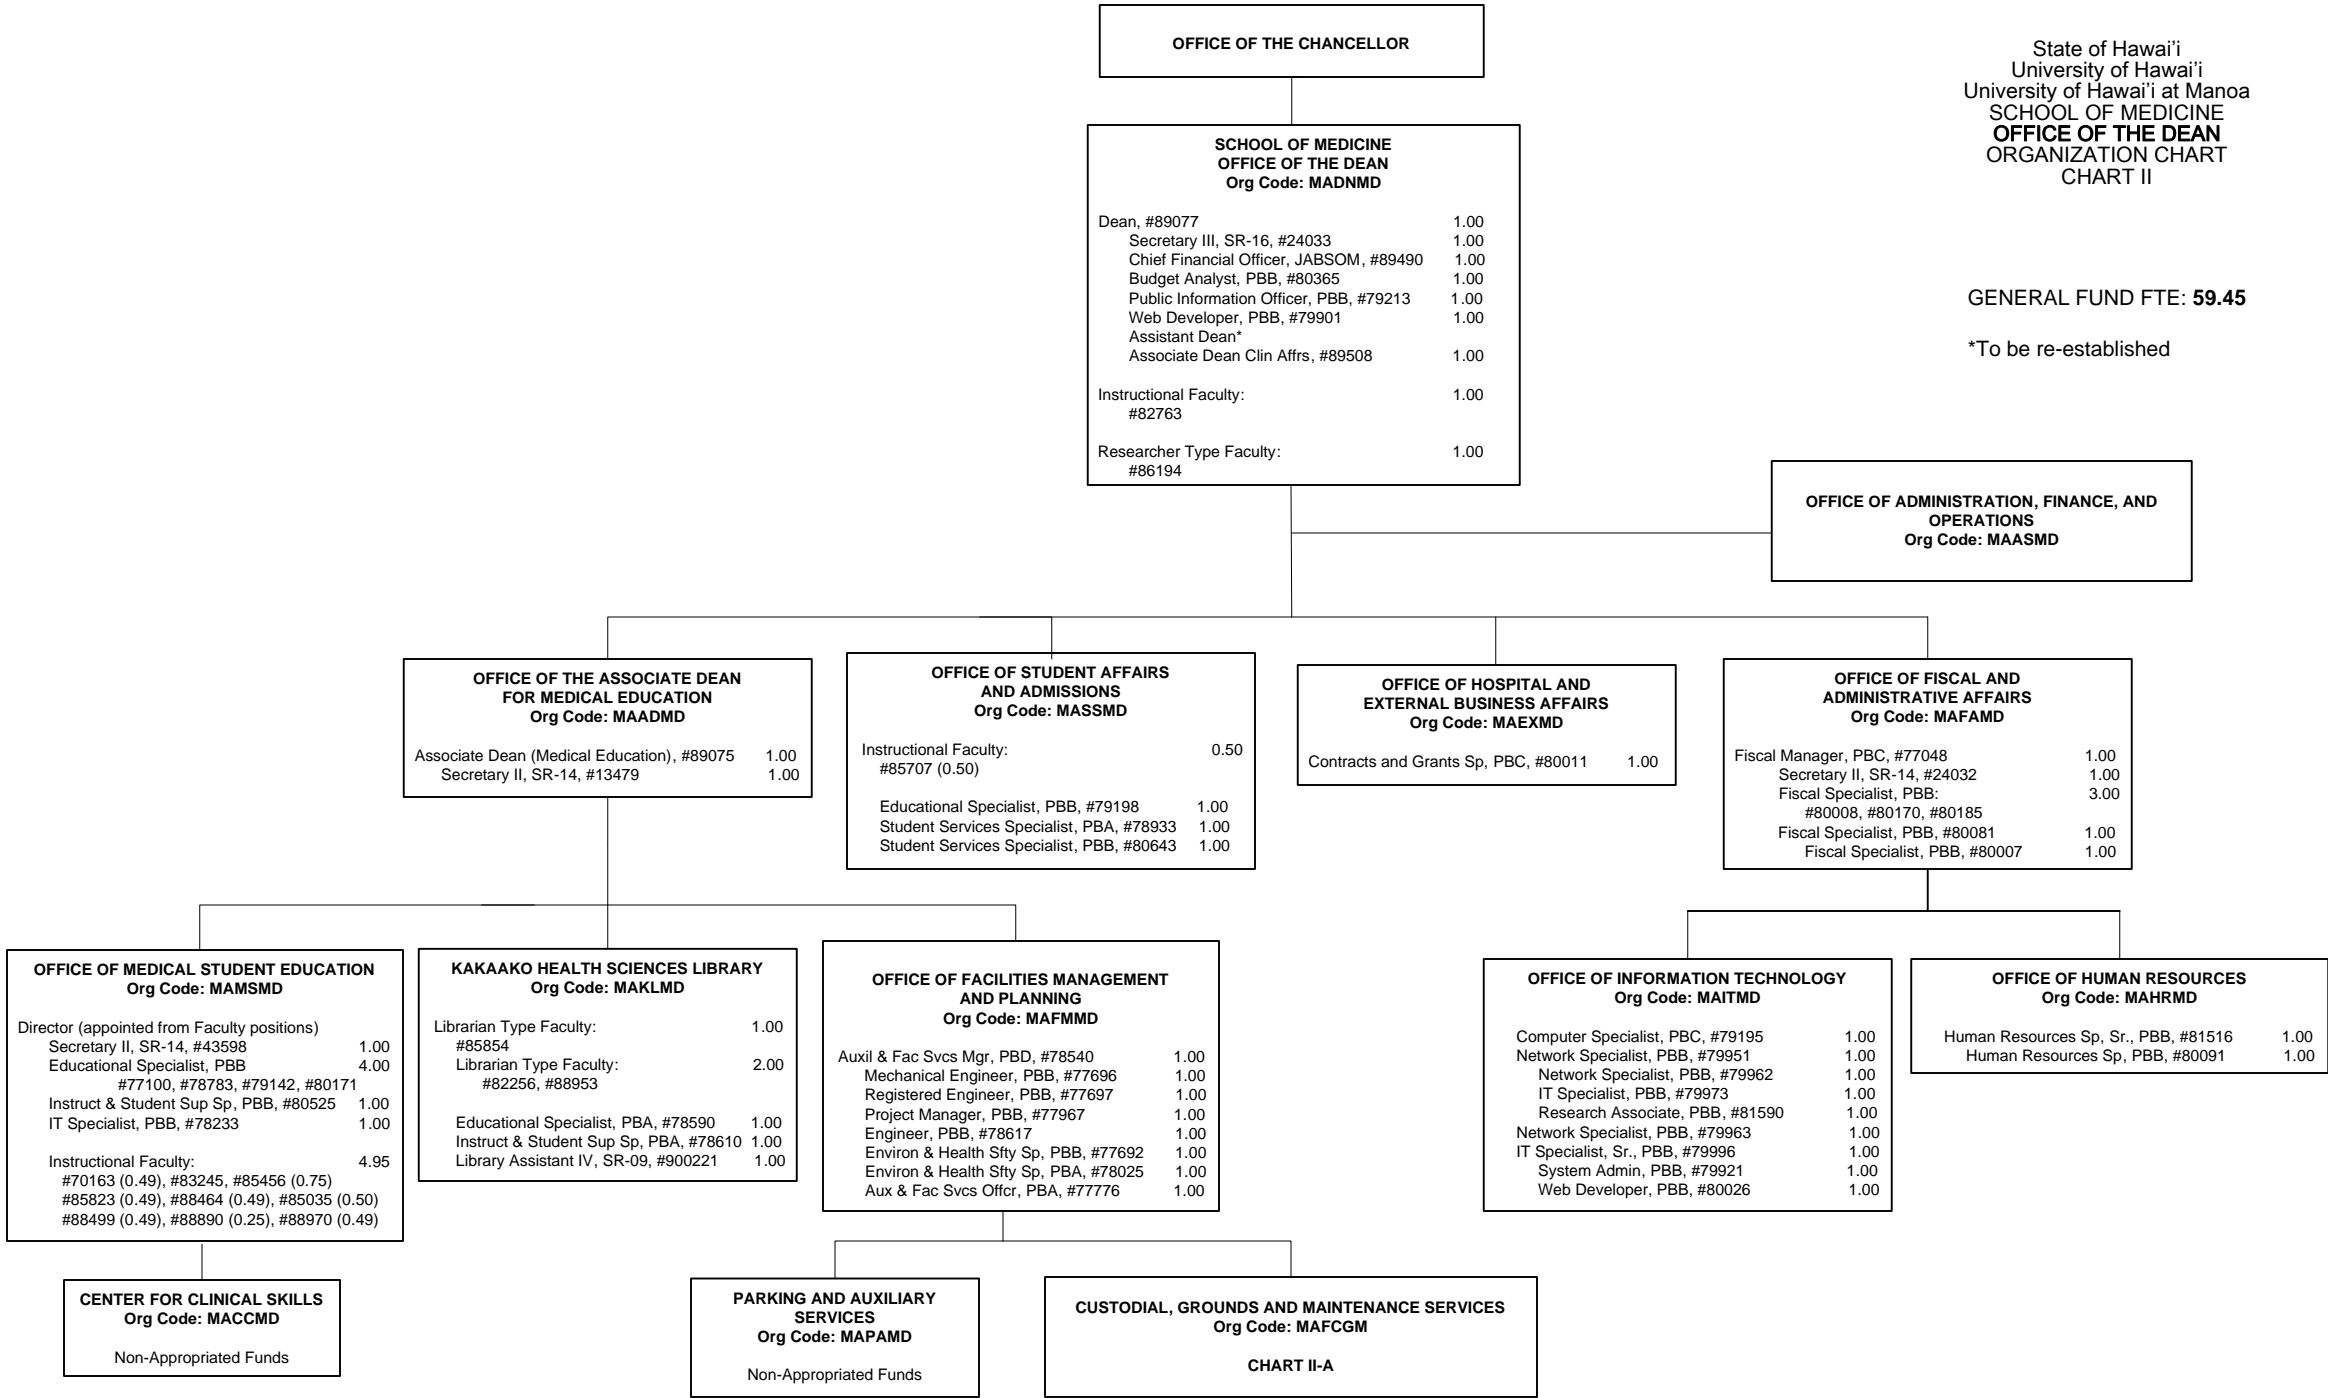 OFFICE OF THE CHANCELLOR
State of Hawai'i
University of Hawai'i
University of Hawai'i at Manoa
SCHOOL OF MEDICINE
OFFICE OF THE DEAN
ORGANIZATION CHART
CHART II
GENERAL FUND FTE: 59.45
*To be re-established
SCHOOL OF MEDICINE
OFFICE OF THE DEAN
Org Code: MADNMD
Dean, #89077 1.00
Secretary III, SR-16, #24033 1.00
Chief Financial Officer, JABSOM, #89490 1.00
Budget Analyst, PBB, #80365 1.00
Public Information Officer, PBB, #79213 1.00
Web Developer, PBB, #79901 1.00
Assistant Dean*
Associate Dean Clin Affrs, #89508 1.00
Instructional Faculty: 1.00
#82763
Researcher Type Faculty: 1.00
#86194
OFFICE OF ADMINISTRATION, FINANCE, AND
OPERATIONS
Org Code: MAASMD
OFFICE OF THE ASSOCIATE DEAN
FOR MEDICAL EDUCATION
Org Code: MAADMD
Associate Dean (Medical Education), #89075 1.00
Secretary II, SR-14, #13479 1.00
OFFICE OF STUDENT AFFAIRS
AND ADMISSIONS
Org Code: MASSMD
Instructional Faculty: 0.50
#85707 (0.50)
Educational Specialist, PBB, #79198 1.00
Student Services Specialist, PBA, #78933 1.00
Student Services Specialist, PBB, #80643 1.00
OFFICE OF HOSPITAL AND
EXTERNAL BUSINESS AFFAIRS
Org Code: MAEXMD
Contracts and Grants Sp, PBC, #80011 1.00
OFFICE OF FISCAL AND
ADMINISTRATIVE AFFAIRS
Org Code: MAFAMD
Fiscal Manager, PBC, #77048 1.00
Secretary II, SR-14, #24032 1.00
Fiscal Specialist, PBB: 3.00
#80008, #80170, #80185
Fiscal Specialist, PBB, #80081 1.00
Fiscal Specialist, PBB, #80007 1.00
OFFICE OF MEDICAL STUDENT EDUCATION
Org Code: MAMSMD
Director (appointed from Faculty positions)
Secretary II, SR-14, #43598 1.00
Educational Specialist, PBB 4.00
#77100, #78783, #79142, #80171
Instruct & Student Sup Sp, PBB, #80525 1.00
IT Specialist, PBB, #78233 1.00
Instructional Faculty: 4.95
#70163 (0.49), #83245, #85456 (0.75)
#85823 (0.49), #88464 (0.49), #85035 (0.50)
#88499 (0.49), #88890 (0.25), #88970 (0.49)
KAKAAKO HEALTH SCIENCES LIBRARY
Org Code: MAKLMD
Librarian Type Faculty: 1.00
#85854
Librarian Type Faculty: 2.00
#82256, #88953
Educational Specialist, PBA, #78590 1.00
Instruct & Student Sup Sp, PBA, #78610 1.00
Library Assistant IV, SR-09, #900221 1.00
OFFICE OF FACILITIES MANAGEMENT
AND PLANNING
Org Code: MAFMMD
Auxil & Fac Svcs Mgr, PBD, #78540 1.00
Mechanical Engineer, PBB, #77696 1.00
Registered Engineer, PBB, #77697 1.00
Project Manager, PBB, #77967 1.00
Engineer, PBB, #78617 1.00
Environ & Health Sfty Sp, PBB, #77692 1.00
Environ & Health Sfty Sp, PBA, #78025 1.00
Aux & Fac Svcs Offcr, PBA, #77776 1.00
OFFICE OF INFORMATION TECHNOLOGY
Org Code: MAITMD
Computer Specialist, PBC, #79195 1.00
Network Specialist, PBB, #79951 1.00
Network Specialist, PBB, #79962 1.00
IT Specialist, PBB, #79973 1.00
Research Associate, PBB, #81590 1.00
Network Specialist, PBB, #79963 1.00
IT Specialist, Sr., PBB, #79996 1.00
System Admin, PBB, #79921 1.00
Web Developer, PBB, #80026 1.00
OFFICE OF HUMAN RESOURCES
Org Code: MAHRMD
Human Resources Sp, Sr., PBB, #81516 1.00
Human Resources Sp, PBB, #80091 1.00
CENTER FOR CLINICAL SKILLS
Org Code: MACCMD
Non-Appropriated Funds
PARKING AND AUXILIARY
SERVICES
Org Code: MAPAMD
Non-Appropriated Funds
CUSTODIAL, GROUNDS AND MAINTENANCE SERVICES
Org Code: MAFCGM
CHART II-A